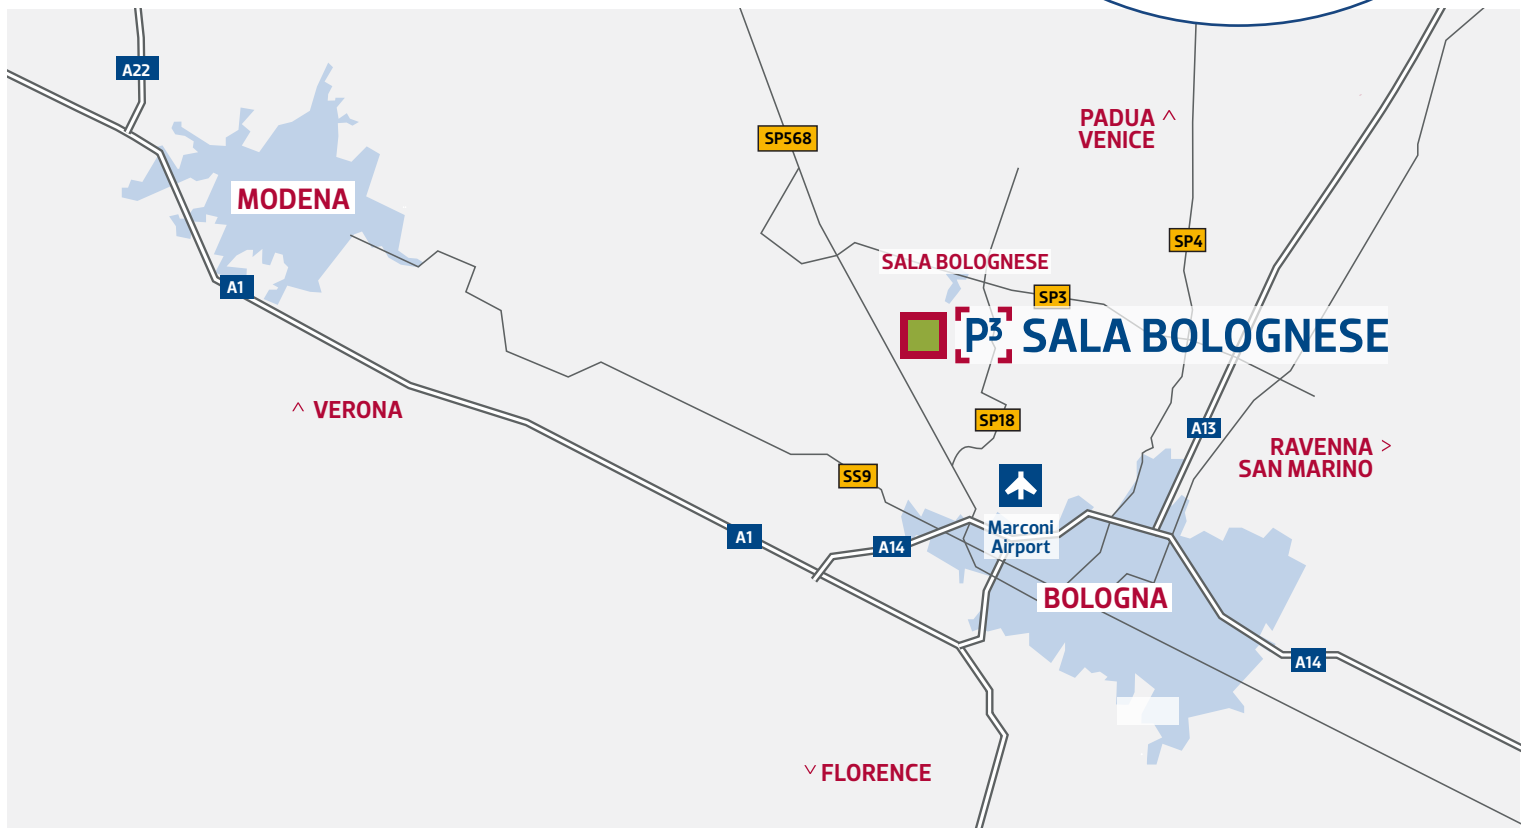 A22
PADUA ^
VENICE
SP568
MODENA
SP4
SALA BOLOGNESE
A1
SP3
P³ SALA BOLOGNESE
^ VERONA
SP18
A13
RAVENNA >
SAN MARINO
SS9
A1
A14
Marconi
Airport
BOLOGNA
A14
˅ FLORENCE